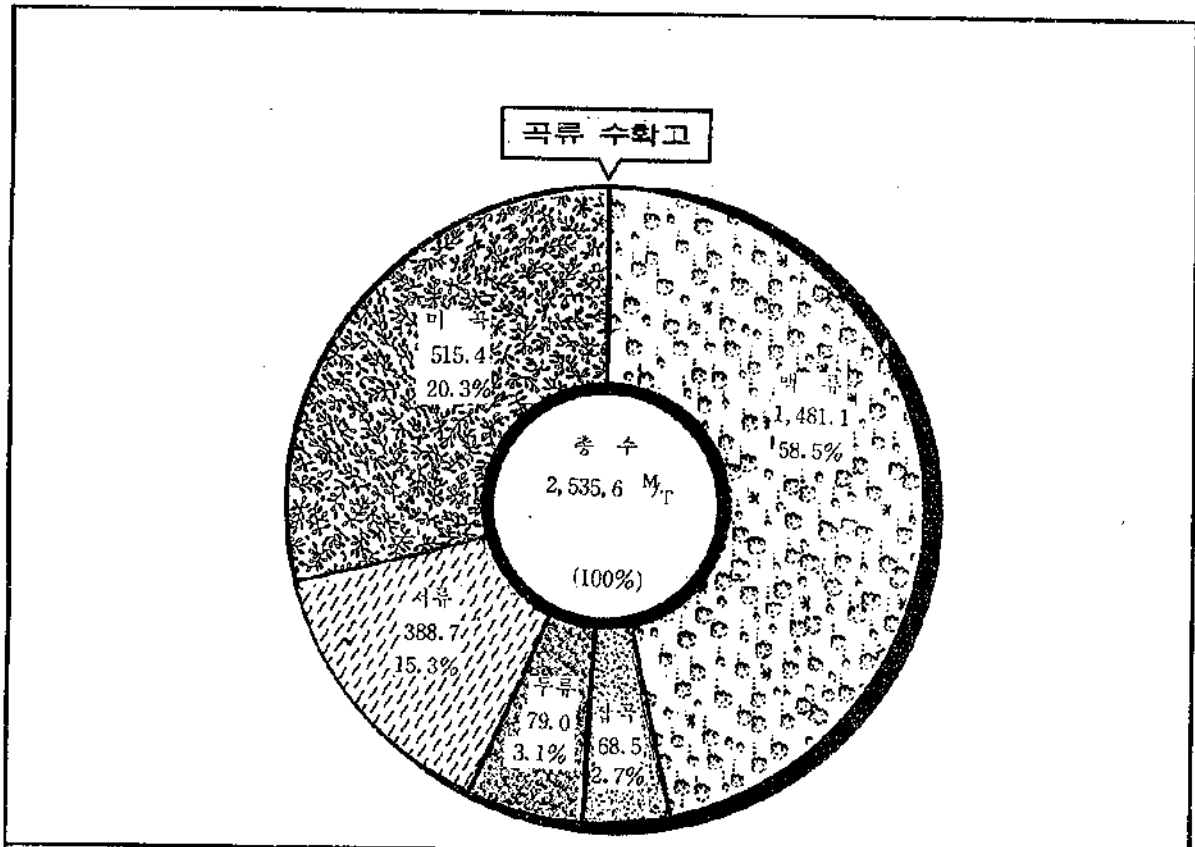 곡류 수확고
미 곡
515.4
20.3%
매 류
1,481.1
58.5%
총 수
2,535.6 M/T
(100%)
서류
388.7
15.3%
두류
79.0
3.1%
잡곡
68.5
2.7%